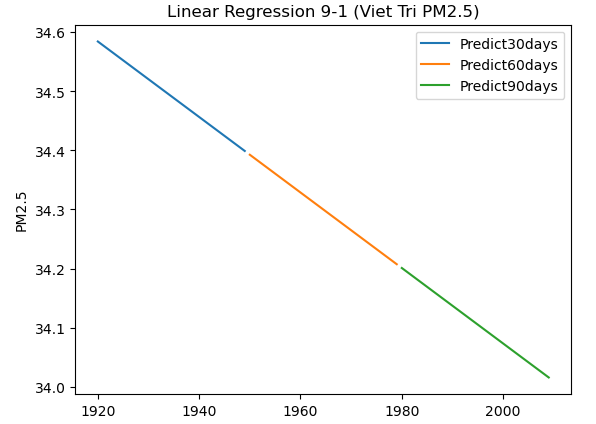 Linear Regression 9-1 (Viet Tri PM2.5)
Predict30days
Predict60days
Predict90days
PM2.5
34.6
34.5
34.4
34.3
34.2
34.1
34.0
1920 1940 1960 1980 2000